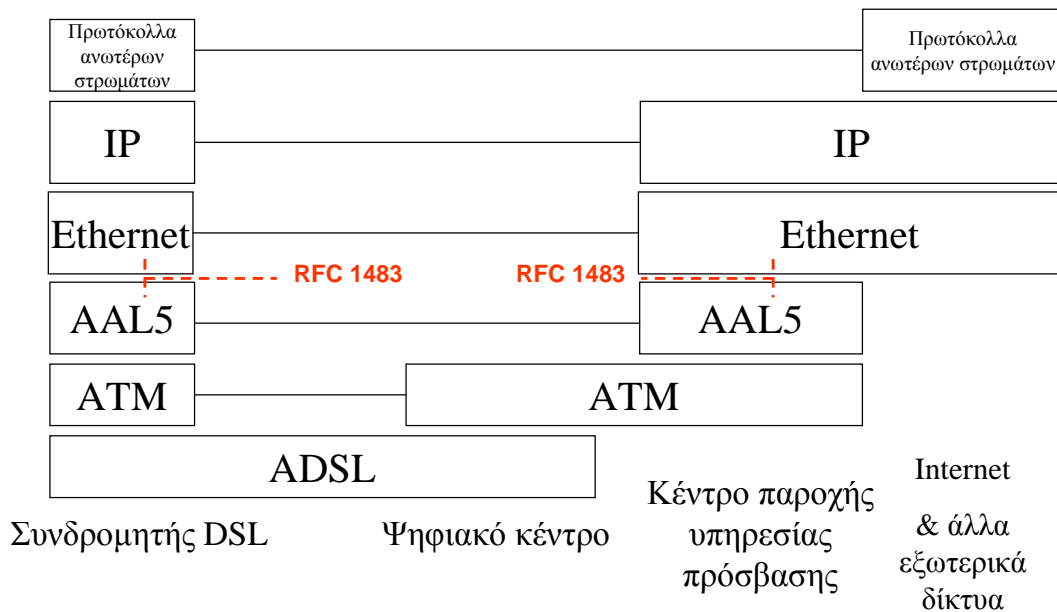 Πρωτόκολλα
ανωτέρων
στρωμάτων
Πρωτόκολλα
ανωτέρων στρωμάτων
IP
IP
Ethernet
Ethernet
RFC 1483
RFC 1483
AAL5
AAL5
ATM
ATM
ADSL
Συνδρομητής DSL
Ψηφιακό κέντρο
Κέντρο παροχής
υπηρεσίας
πρόσβασης
Internet
& άλλα
εξωτερικά
δίκτυα